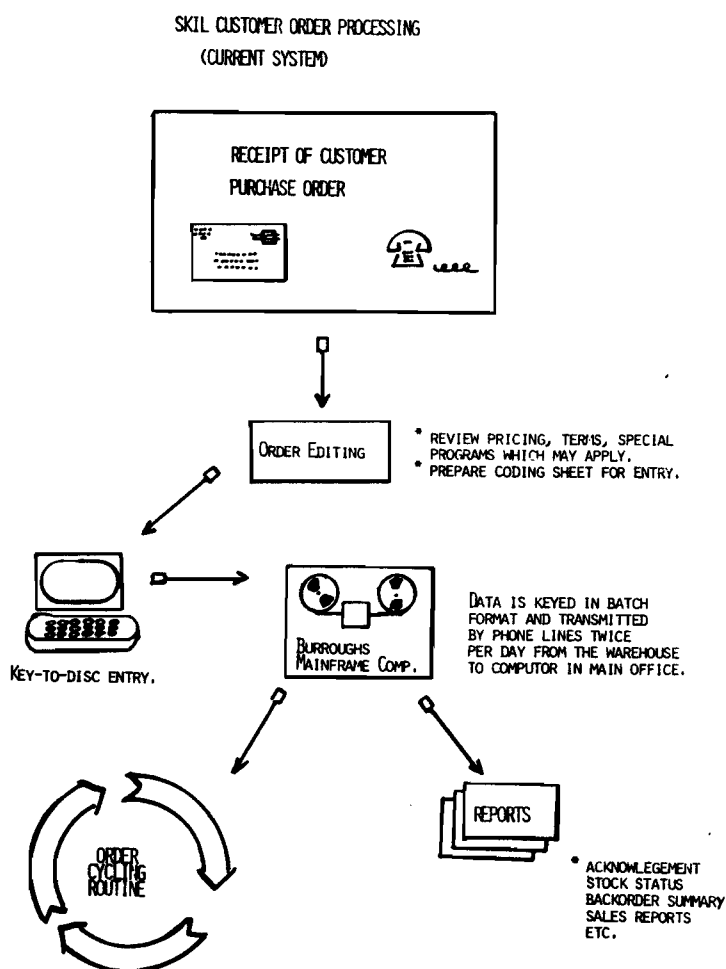 SKIL CUSTOMER ORDER PROCESSING
(CURRENT SYSTEM)
RECEIPT OF CUSTOMER
PURCHASE ORDER
ORDER EDITING
* REVIEW PRICING, TERMS, SPECIAL
PROGRAMS WHICH MAY APPLY.
* PREPARE CODING SHEET FOR ENTRY.
KEY-TO-DISC ENTRY.
BURROUGHS
MAINFRAME COMP.
DATA IS KEYED IN BATCH
FORMAT AND TRANSMITTED
BY PHONE LINES TWICE
PER DAY FROM THE WAREHOUSE
TO COMPUTOR IN MAIN OFFICE.
ORDER
CYCLING
ROUTINE
REPORTS
* ACKNOWLEGEMENT
STOCK STATUS
BACKORDER SUMMARY
SALES REPORTS
ETC.